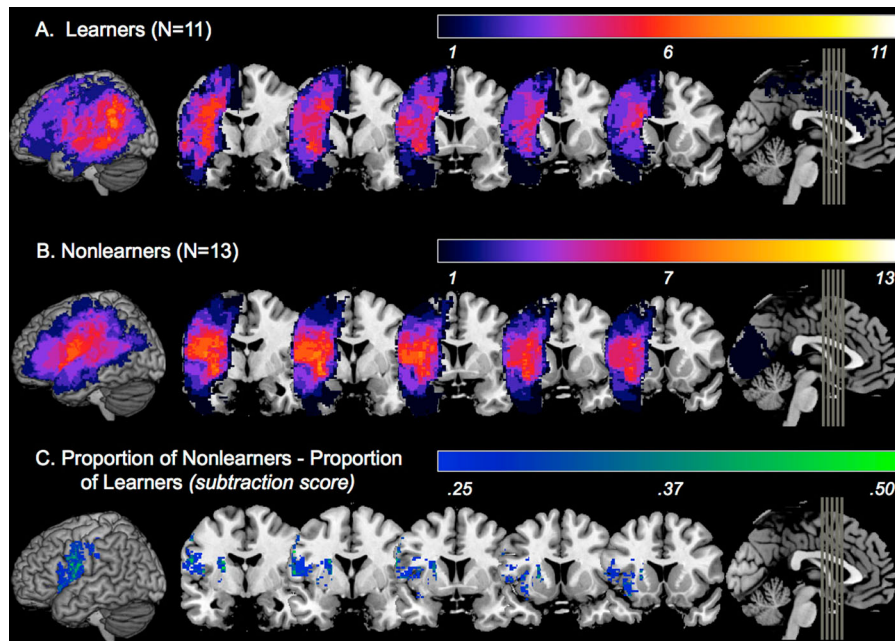 A. Learners (N=11)
1 6 11
B. Nonlearners (N=13)
1 7 13
C. Proportion of Nonlearners - Proportion
of Learners (subtraction score)
.25 .37 .50